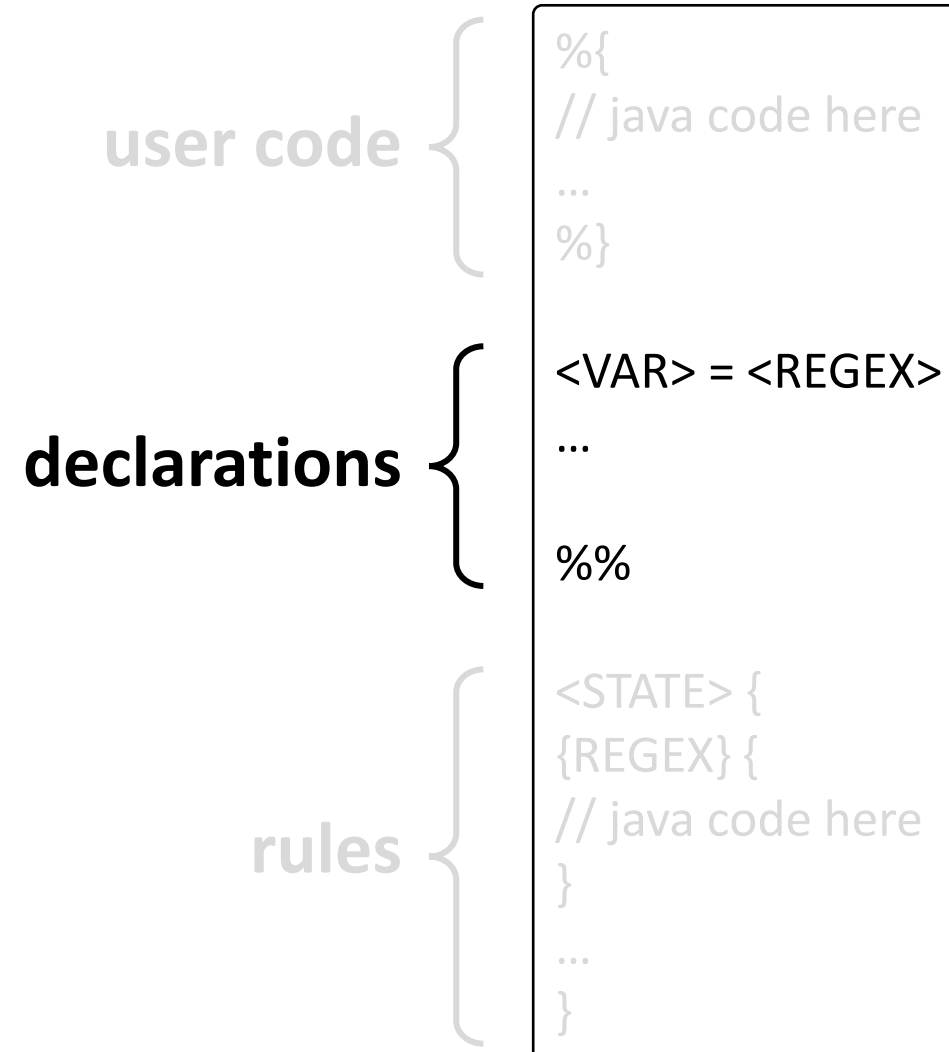 user code
%{
// java code here
...
%}
declarations
<VAR> = <REGEX>
...
%%
rules
<STATE> {
{REGEX} {
// java code here
}
...
}